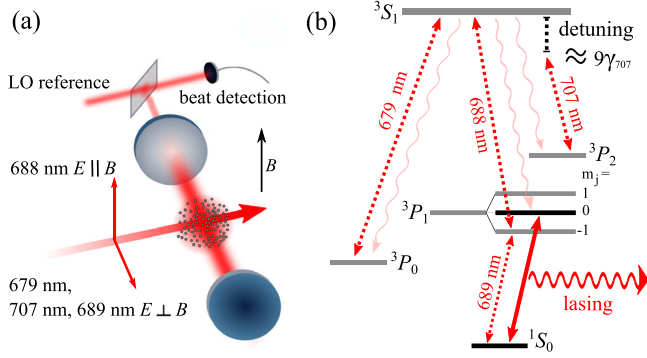 (a)
LO reference
beat detection
688 nm E || B
B
679 nm,
707 nm, 689 nm E ⊥ B
(b)
³S₁
detuning
≈ 9γ₇₀₇
679 nm
688 nm
707 nm
³P₂
mⱼ =
1
³P₁
0
-1
³P₀
689 nm
lasing
¹S₀